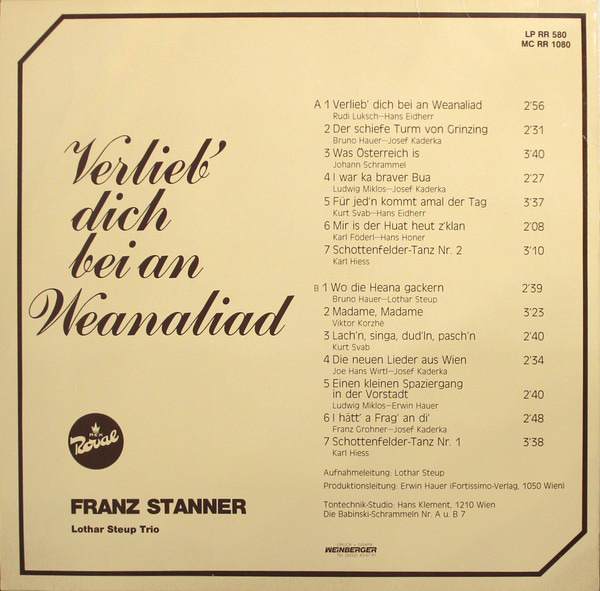 LP RR 580
MC RR 1080
Verlieb'
dich
bei an
Weanaliad
A 1 Verlieb' dich bei an Weanaliad 2'56
Rudi Luksch–Hans Eidherr
2 Der schiefe Turm von Grinzing 2'31
Bruno Hauer–Josef Kaderka
3 Was Österreich is 3'40
Johann Schrammel
4 I war ka braver Bua 2'27
Ludwig Miklos–Josef Kaderka
5 Für jed'n kommt amal der Tag 3'37
Kurt Svab–Hans Eidherr
6 Mir is der Huat heut z'klan 2'08
Karl Föderl–Hans Honer
7 Schottenfelder-Tanz Nr. 2 3'10
Karl Hiess
B 1 Wo die Heana gackern 2'39
Bruno Hauer–Lothar Steup
2 Madame, Madame 3'23
Viktor Korzhé
3 Lach'n, singa, dud'ln, pasch'n 2'40
Kurt Svab
4 Die neuen Lieder aus Wien 2'34
Joe Hans Wirtl–Josef Kaderka
5 Einen kleinen Spaziergang
in der Vorstadt 2'40
Ludwig Miklos–Erwin Hauer
6 I hätt' a Frag' an di' 2'48
Franz Grohner–Josef Kaderka
7 Schottenfelder-Tanz Nr. 1 3'38
Karl Hiess
REX
Royal
FRANZ STANNER
Lothar Steup Trio
Aufnahmeleitung: Lothar Steup
Produktionsleitung: Erwin Hauer (Fortissimo-Verlag, 1050 Wien)
Tontechnik-Studio: Hans Klement, 1210 Wien
Die Babinski-Schrammeln Nr. A u. B 7
WEINBERGER